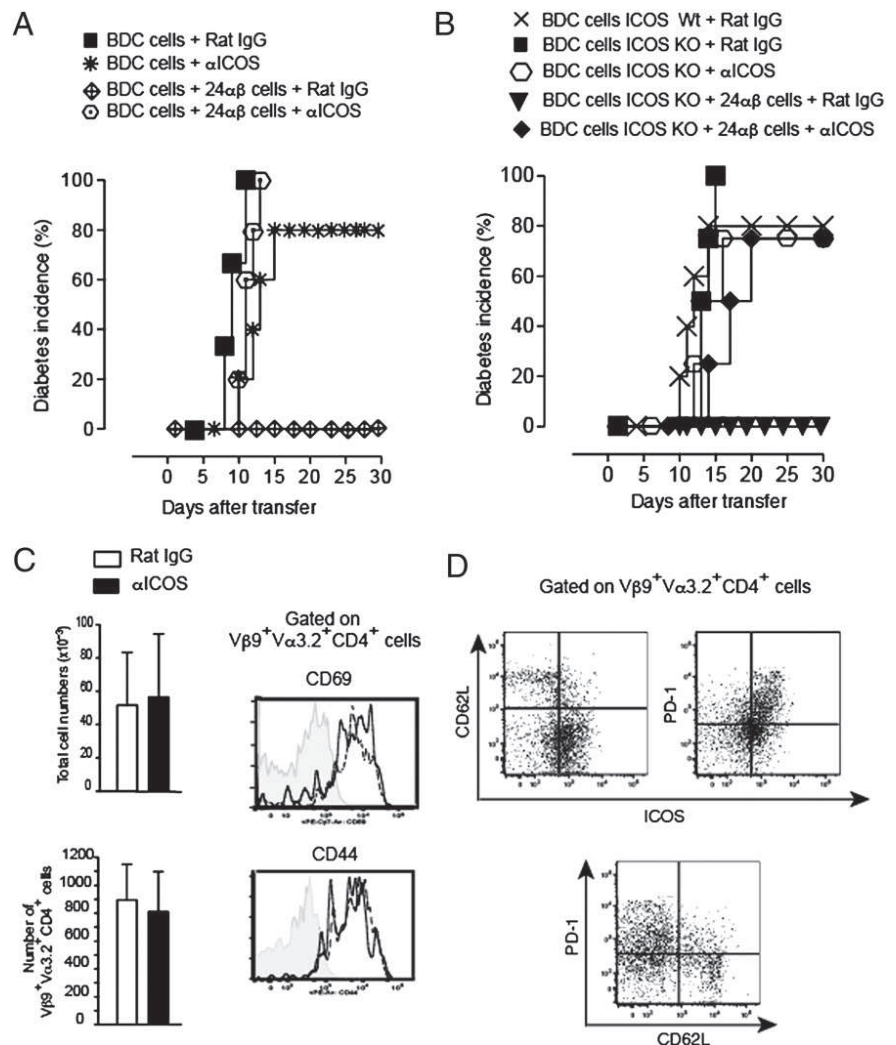 A
BDC cells + Rat IgG
BDC cells + αICOS
BDC cells + 24αβ cells + Rat IgG
BDC cells + 24αβ cells + αICOS
Diabetes incidence (%)
100
80
60
40
20
0
0 5 10 15 20 25 30
Days after transfer
B
BDC cells ICOS Wt + Rat IgG
BDC cells ICOS KO + Rat IgG
BDC cells ICOS KO + αICOS
BDC cells ICOS KO + 24αβ cells + Rat IgG
BDC cells ICOS KO + 24αβ cells + αICOS
Diabetes incidence (%)
100
80
60
40
20
0
0 5 10 15 20 25 30
Days after transfer
C
Rat IgG
αICOS
Total cell numbers (x10⁻³)
100
80
60
40
20
0
Gated on
Vβ9⁺Vα3.2⁺CD4⁺ cells
CD69
Number of
Vβ9⁺Vα3.2⁺CD4⁺ cells
1200
1000
800
600
400
200
0
CD44
D
Gated on Vβ9⁺Vα3.2⁺CD4⁺ cells
CD62L
PD-1
ICOS
PD-1
CD62L